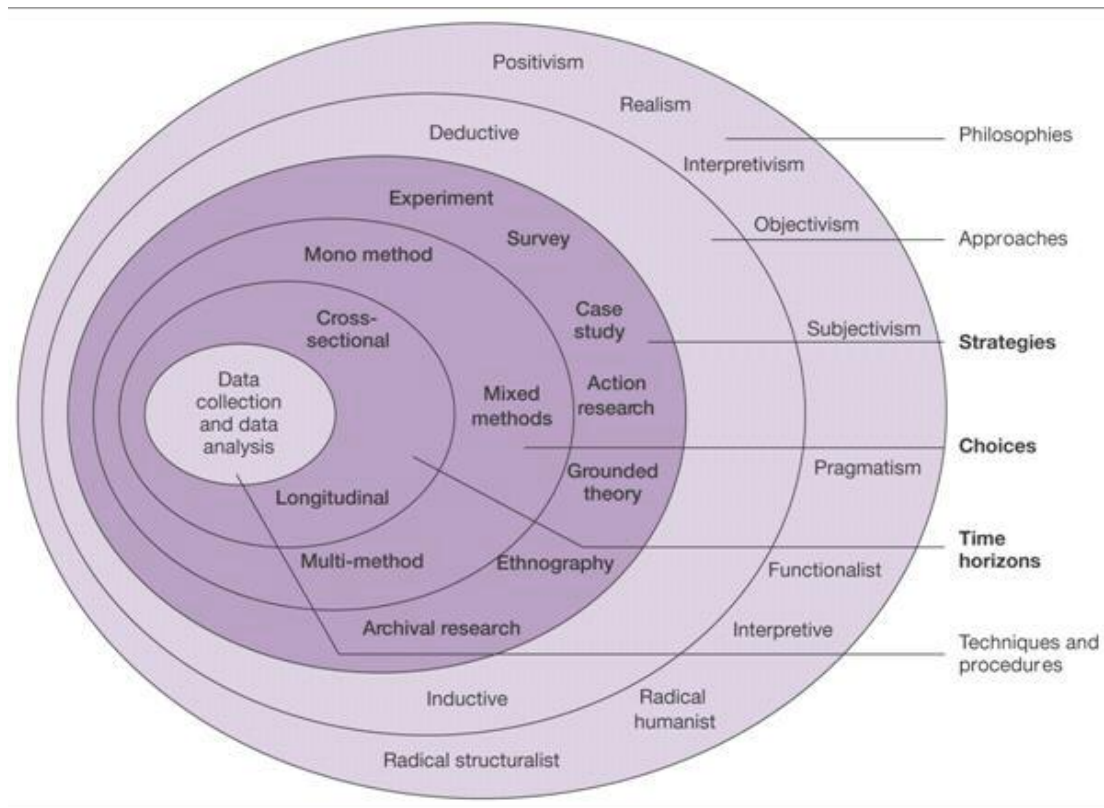 Positivism
Realism
Philosophies
Deductive
Interpretivism
Experiment
Objectivism
Survey
Approaches
Mono method
Case
study
Cross-
sectional
Subjectivism
Strategies
Data
collection
and data
analysis
Mixed
methods
Action
research
Choices
Grounded
theory
Pragmatism
Longitudinal
Time
horizons
Multi-method
Ethnography
Functionalist
Archival research
Interpretive
Techniques and
procedures
Inductive
Radical
humanist
Radical structuralist